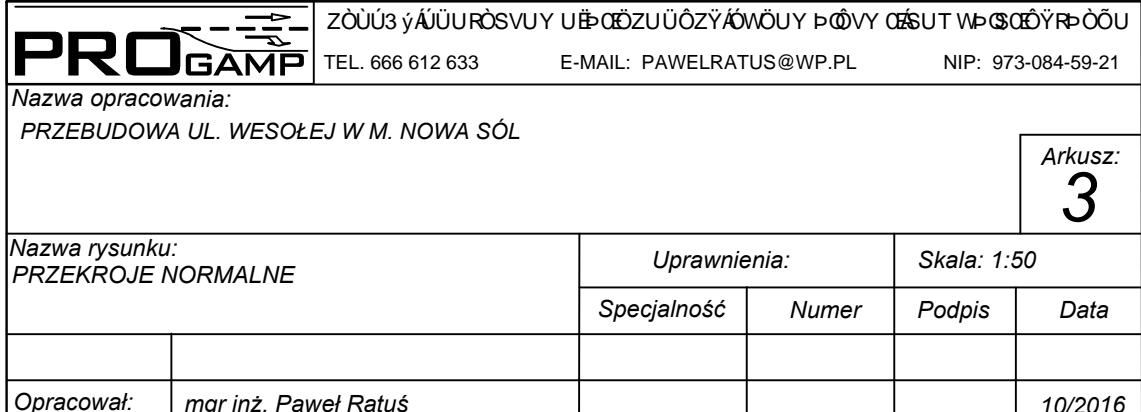 PROGAMP
TEL. 666 612 633 E-MAIL: PAWELRATUS@WP.PL NIP: 973-084-59-21
Nazwa opracowania:
PRZEBUDOWA UL. WESOŁEJ W M. NOWA SÓL
Arkusz:
3
Nazwa rysunku:
PRZEKROJE NORMALNE
Uprawnienia: Skala: 1:50
Specjalność Numer Podpis Data
Opracował: mgr inż. Paweł Ratuś 10/2016